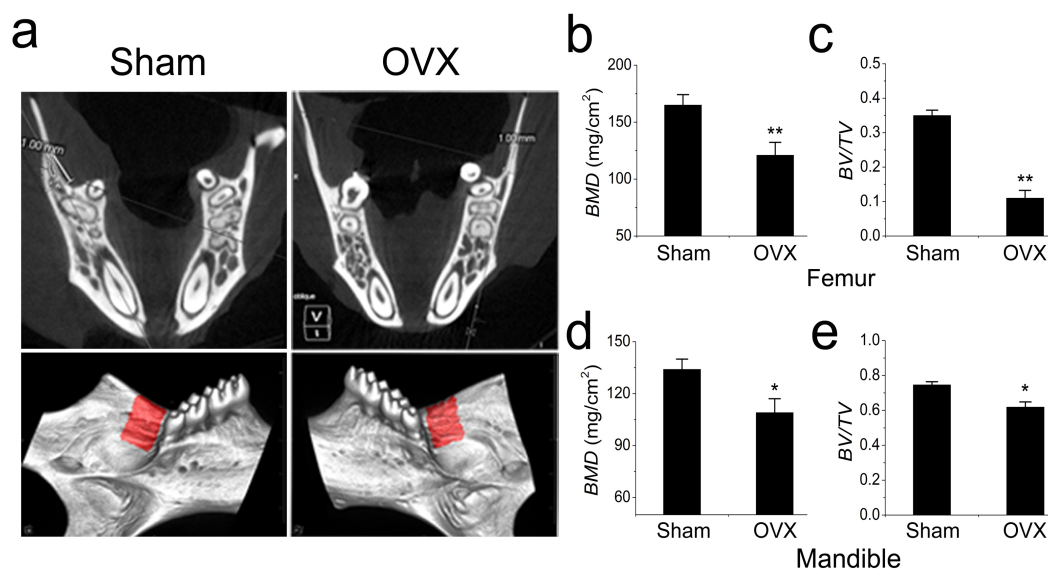 a
Sham
OVX
1.00 mm
1.00 mm
oblique
V
b
BMD (mg/cm²)
200
150
100
50
**
Sham
OVX
c
BV/TV
0.5
0.4
0.3
0.2
0.1
0.0
**
Sham
OVX
Femur
d
BMD (mg/cm²)
150
120
90
60
*
Sham
OVX
e
BV/TV
1.0
0.8
0.6
0.4
0.2
0.0
*
Sham
OVX
Mandible